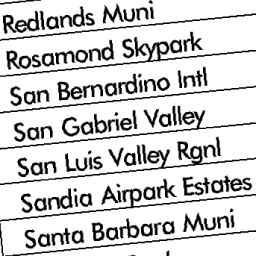 Redlands Muni
Rosamond Skypark
San Bernardino Intl
San Gabriel Valley
San Luis Valley Rgnl
Sandia Airpark Estates
Santa Barbara Muni